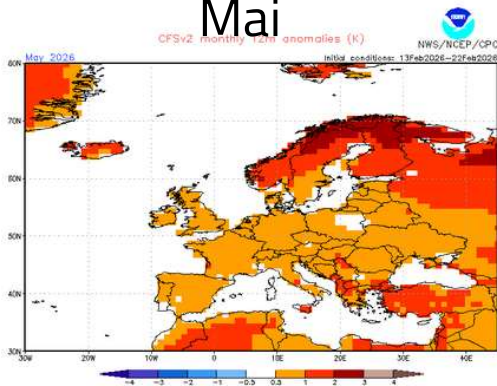 Mai
CFSv2 monthly T2m anomalies (K)
NWS/NCEP/CPC
May 2026
Initial conditions: 13Feb2026-22Feb2026
80N
70N
60N
50N
40N
30N
30W 20W 10W 0 10E 20E 30E 40E
-4 -3 -2 -1 -0.5 0.5 1 2 3 4